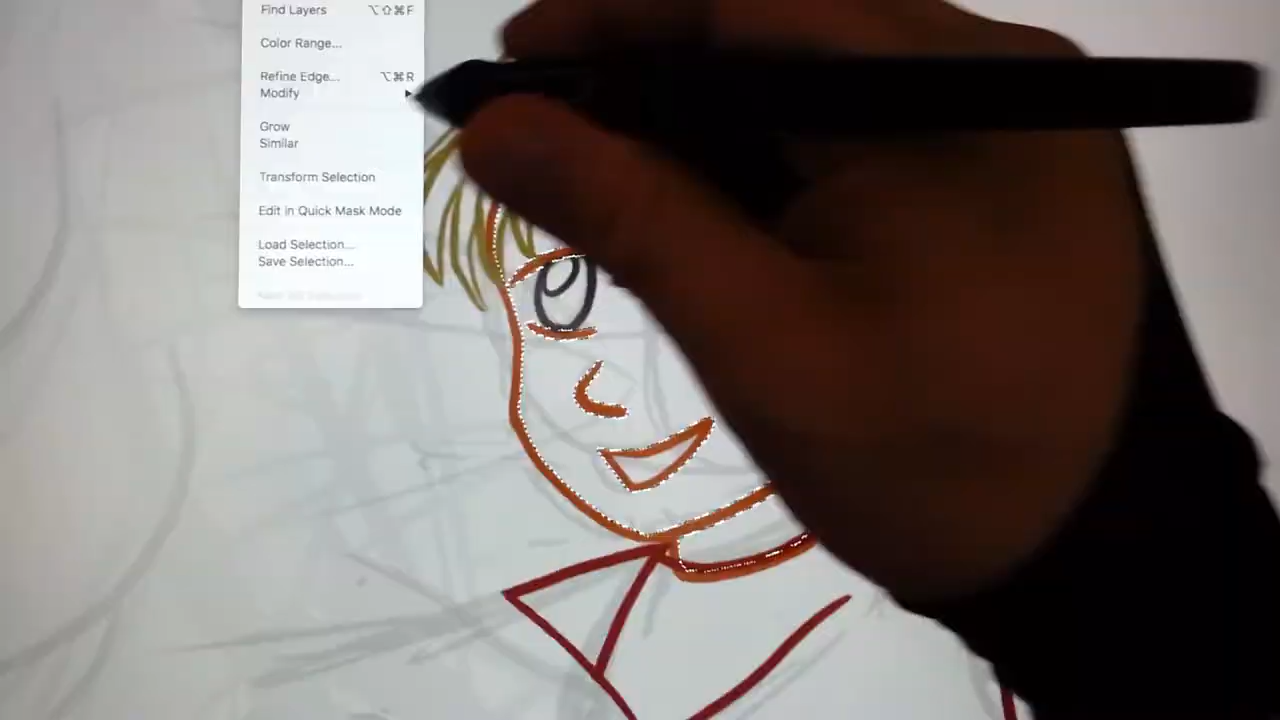 Find Layers ⌥⇧⌘F
Color Range...
Refine Edge... ⌥⌘R
Modify
Grow
Similar
Transform Selection
Edit in Quick Mask Mode
Load Selection...
Save Selection...